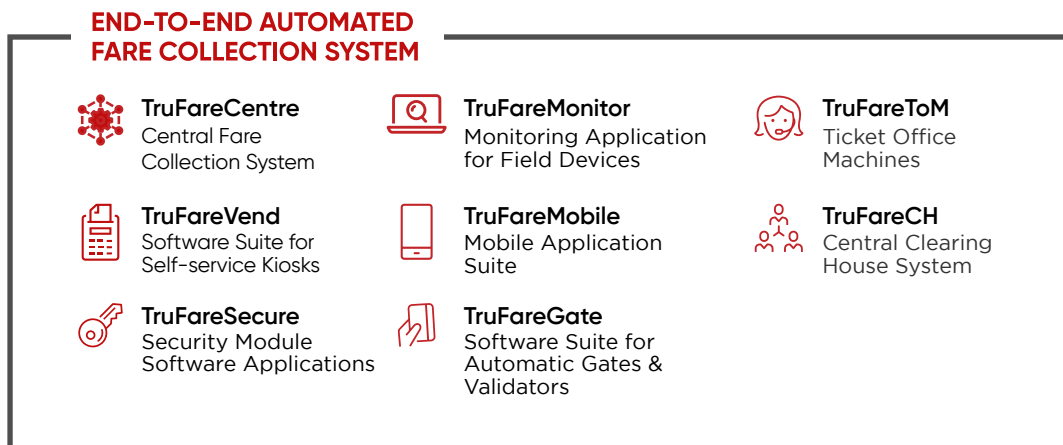 END-TO-END AUTOMATED
FARE COLLECTION SYSTEM
TruFareCentre
Central Fare
Collection System
TruFareMonitor
Monitoring Application
for Field Devices
TruFareToM
Ticket Office
Machines
TruFareVend
Software Suite for
Self-service Kiosks
TruFareMobile
Mobile Application
Suite
TruFareCH
Central Clearing
House System
TruFareSecure
Security Module
Software Applications
TruFareGate
Software Suite for
Automatic Gates &
Validators